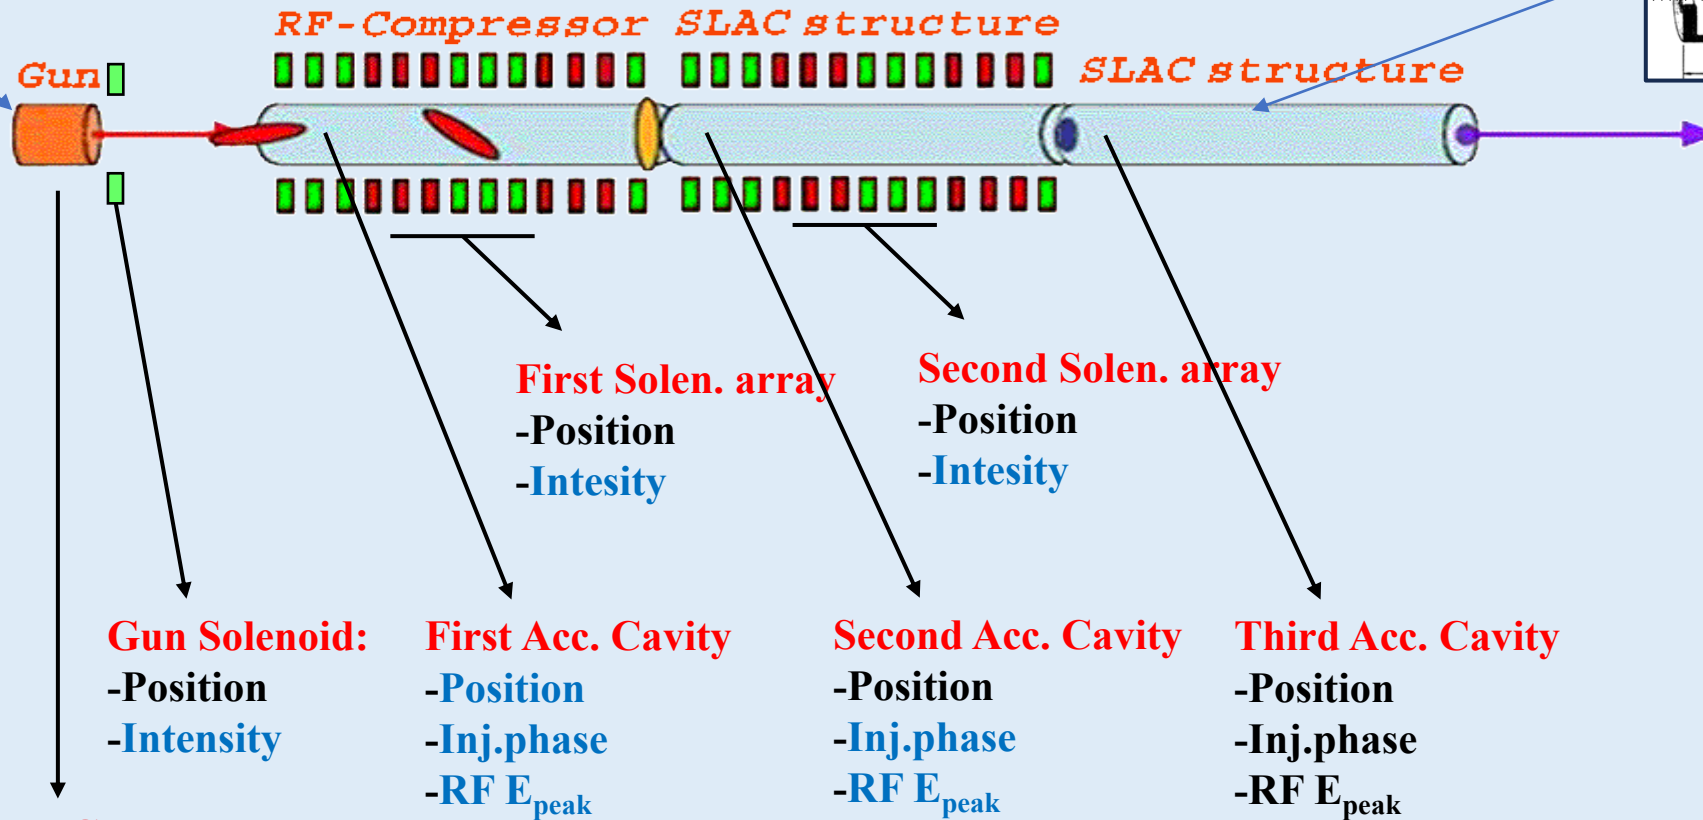 RF-Compressor
SLAC structure
Gun
SLAC structure
First Solen. array
-Position
-Intesity
Second Solen. array
-Position
-Intesity
Gun Solenoid:
-Position
-Intensity
First Acc. Cavity
-Position
-Inj.phase
-RF Epeak
Second Acc. Cavity
-Position
-Inj.phase
-RF Epeak
Third Acc. Cavity
-Position
-Inj.phase
-RF Epeak